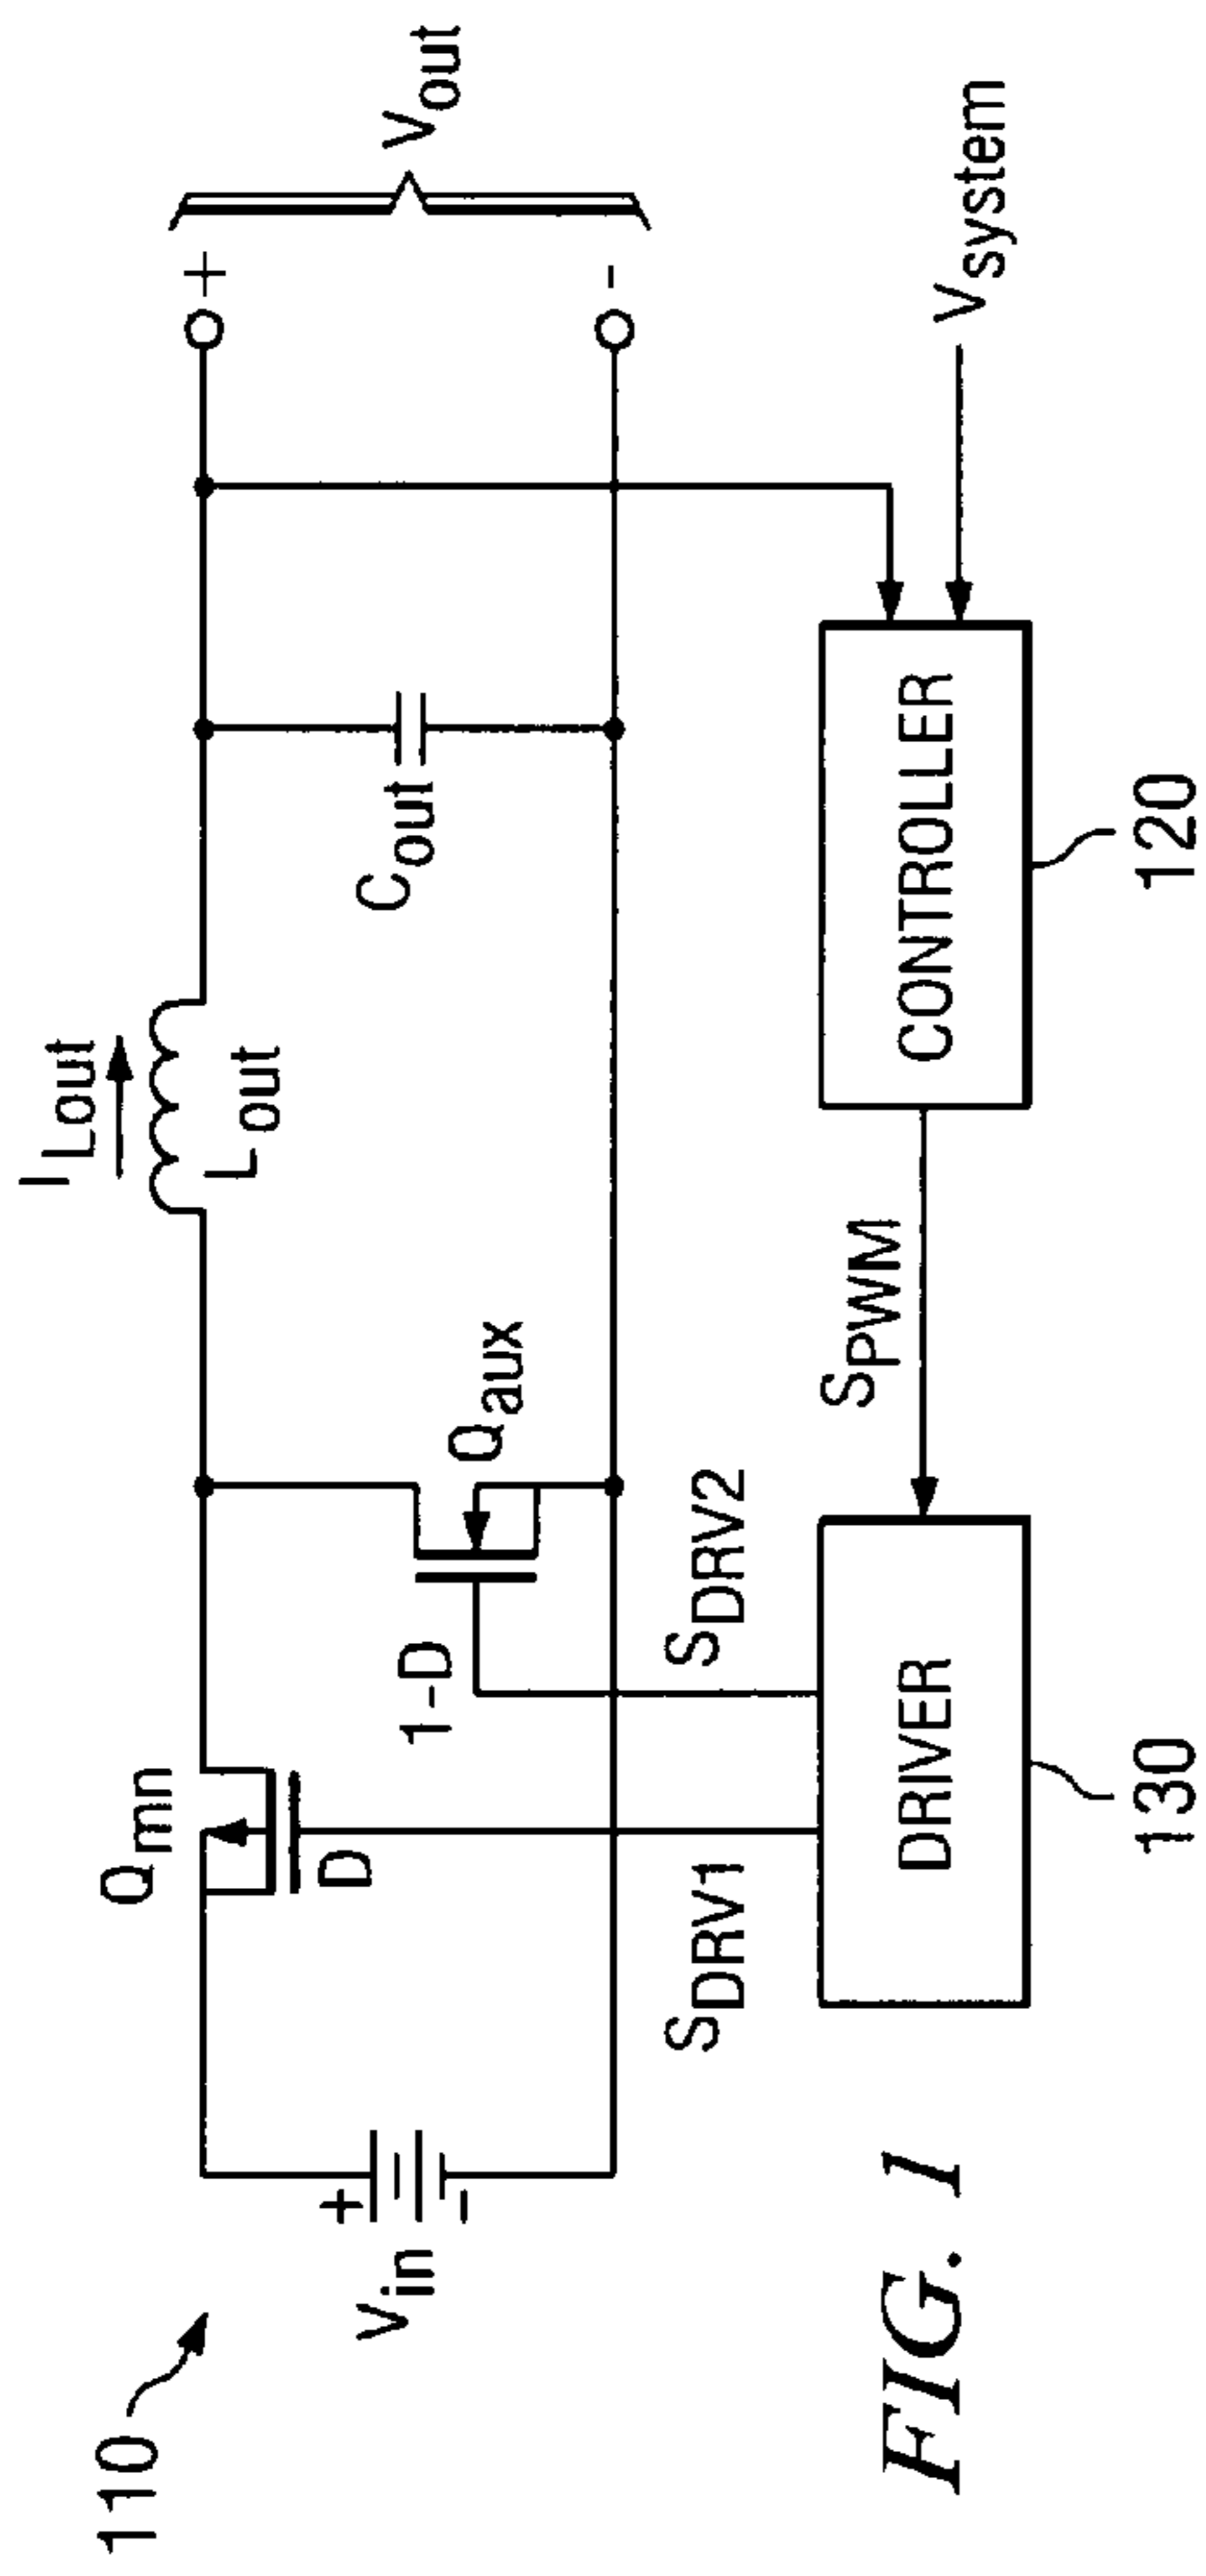 110
V_in
+
-
Q_mn
D
1-D
Q_aux
I_Lout
L_out
C_out
+
-
V_out
S_DRV1
S_DRV2
DRIVER
130
S_PWM
CONTROLLER
120
V_system
FIG. 1